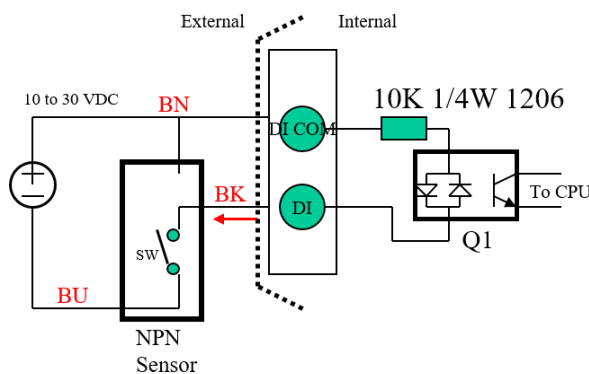 External
Internal
10 to 30 VDC
BN
10K 1/4W 1206
DI COM
BK
DI
To CPU
Q1
SW
BU
NPN
Sensor